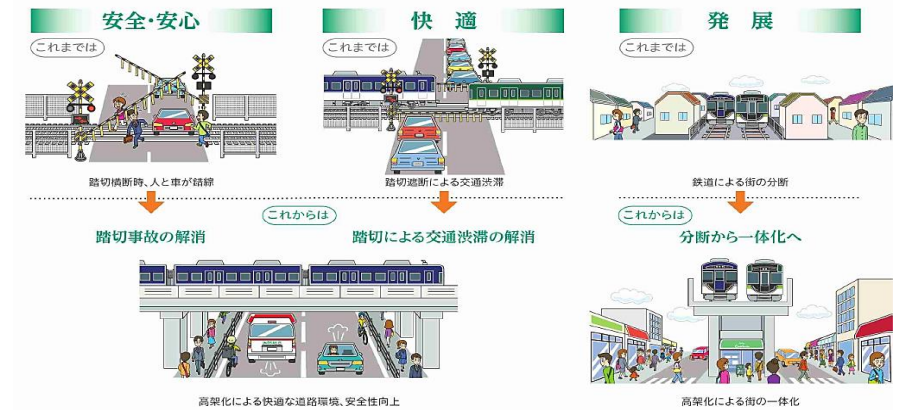 安全・安心
快適
発展
これまでは
これまでは
これまでは
踏切横断時、人と車が錯綜
踏切遮断による交通渋滞
鉄道による街の分断
これからは
これからは
踏切事故の解消
踏切による交通渋滞の解消
分断から一体化へ
高架化による快適な道路環境、安全性向上
高架化による街の一体化